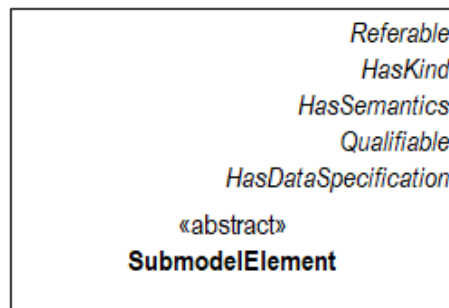 Referable
HasKind
HasSemantics
Qualifiable
HasDataSpecification
«abstract»
SubmodelElement